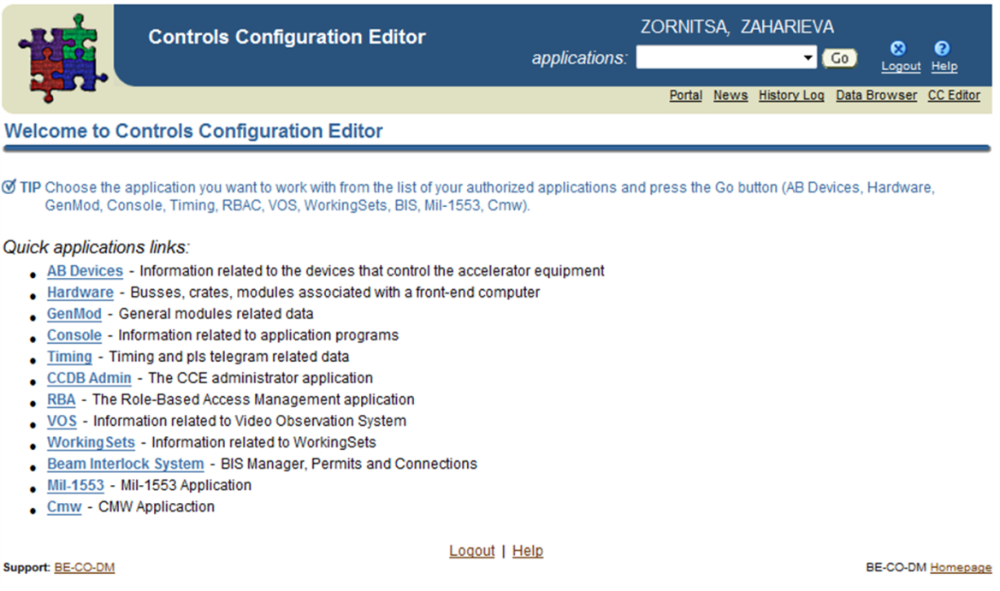 Controls Configuration Editor
ZORNITSA, ZAHARIEVA
applications: Go
Logout Help
Portal News History Log Data Browser CC Editor
Welcome to Controls Configuration Editor
TIP Choose the application you want to work with from the list of your authorized applications and press the Go button (AB Devices, Hardware,
GenMod, Console, Timing, RBAC, VOS, WorkingSets, BIS, Mil-1553, Cmw).
Quick applications links:
• AB Devices - Information related to the devices that control the accelerator equipment
• Hardware - Busses, crates, modules associated with a front-end computer
• GenMod - General modules related data
• Console - Information related to application programs
• Timing - Timing and pls telegram related data
• CCDB Admin - The CCE administrator application
• RBA - The Role-Based Access Management application
• VOS - Information related to Video Observation System
• WorkingSets - Information related to WorkingSets
• Beam Interlock System - BIS Manager, Permits and Connections
• Mil-1553 - Mil-1553 Application
• Cmw - CMW Applicaction
Logout | Help
Support: BE-CO-DM
BE-CO-DM Homepage